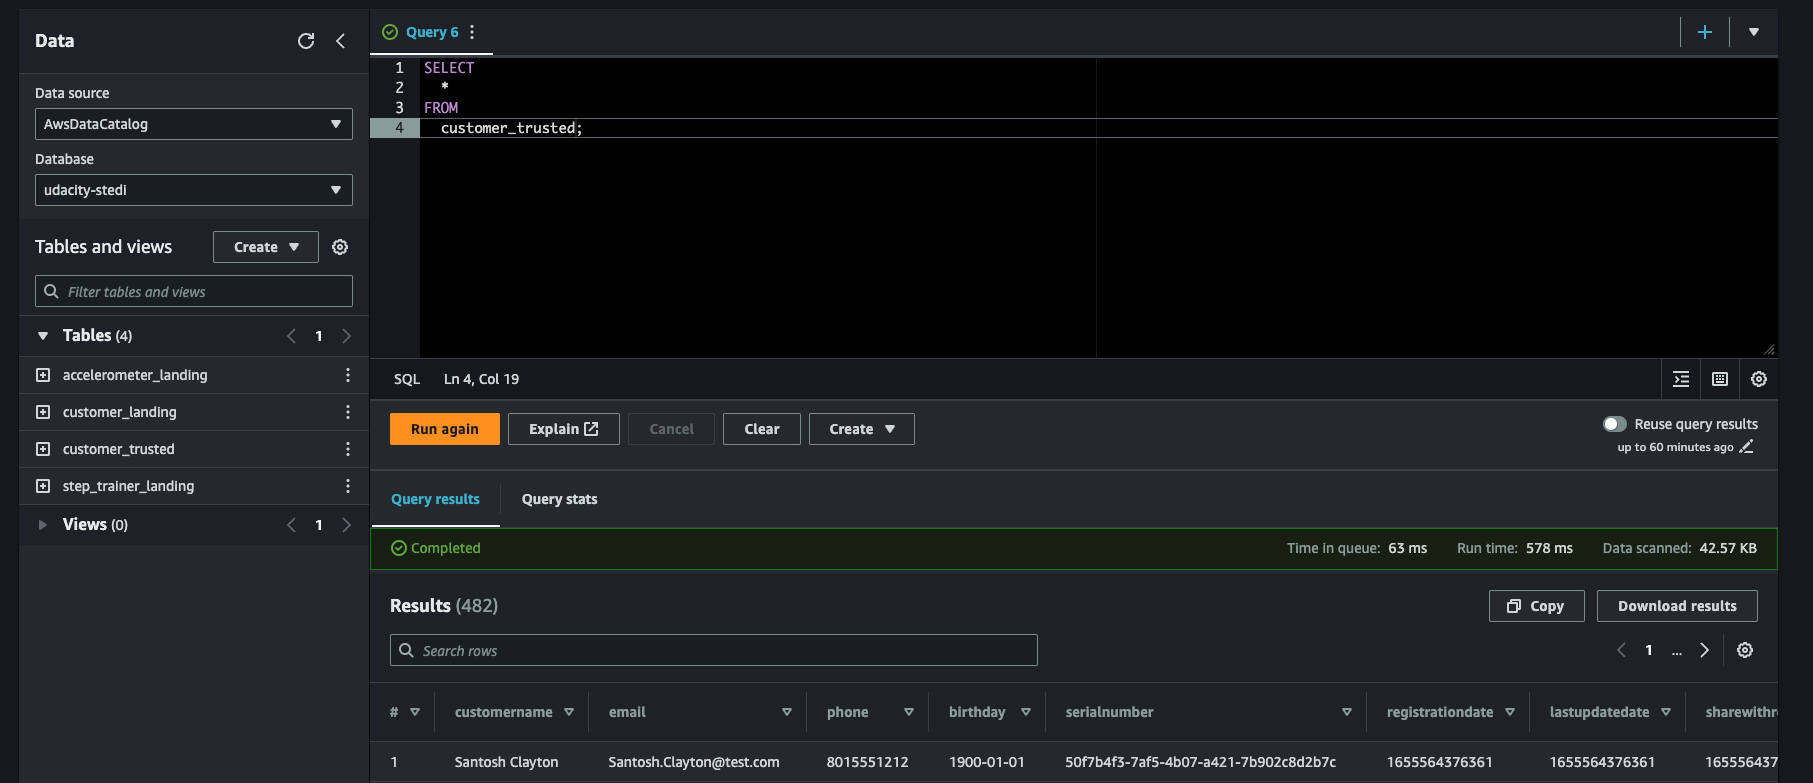 Data
Data source
AwsDataCatalog
Database
udacity-stedi
Tables and views
Create
Filter tables and views
Tables (4)
1
accelerometer_landing
customer_landing
customer_trusted
step_trainer_landing
Views (0)
1
Query 6
1 SELECT
2 *
3 FROM
4 customer_trusted;
SQL Ln 4, Col 19
Run again Explain Cancel Clear Create
Reuse query results
up to 60 minutes ago
Query results Query stats
Completed Time in queue: 63 ms Run time: 578 ms Data scanned: 42.57 KB
Results (482)
Copy Download results
Search rows
1 ...
# customername email phone birthday serialnumber registrationdate lastupdatedate sharewithr
1 Santosh Clayton Santosh.Clayton@test.com 8015551212 1900-01-01 50f7b4f3-7af5-4b07-a421-7b902c8d2b7c 1655564376361 1655564376361 165556437